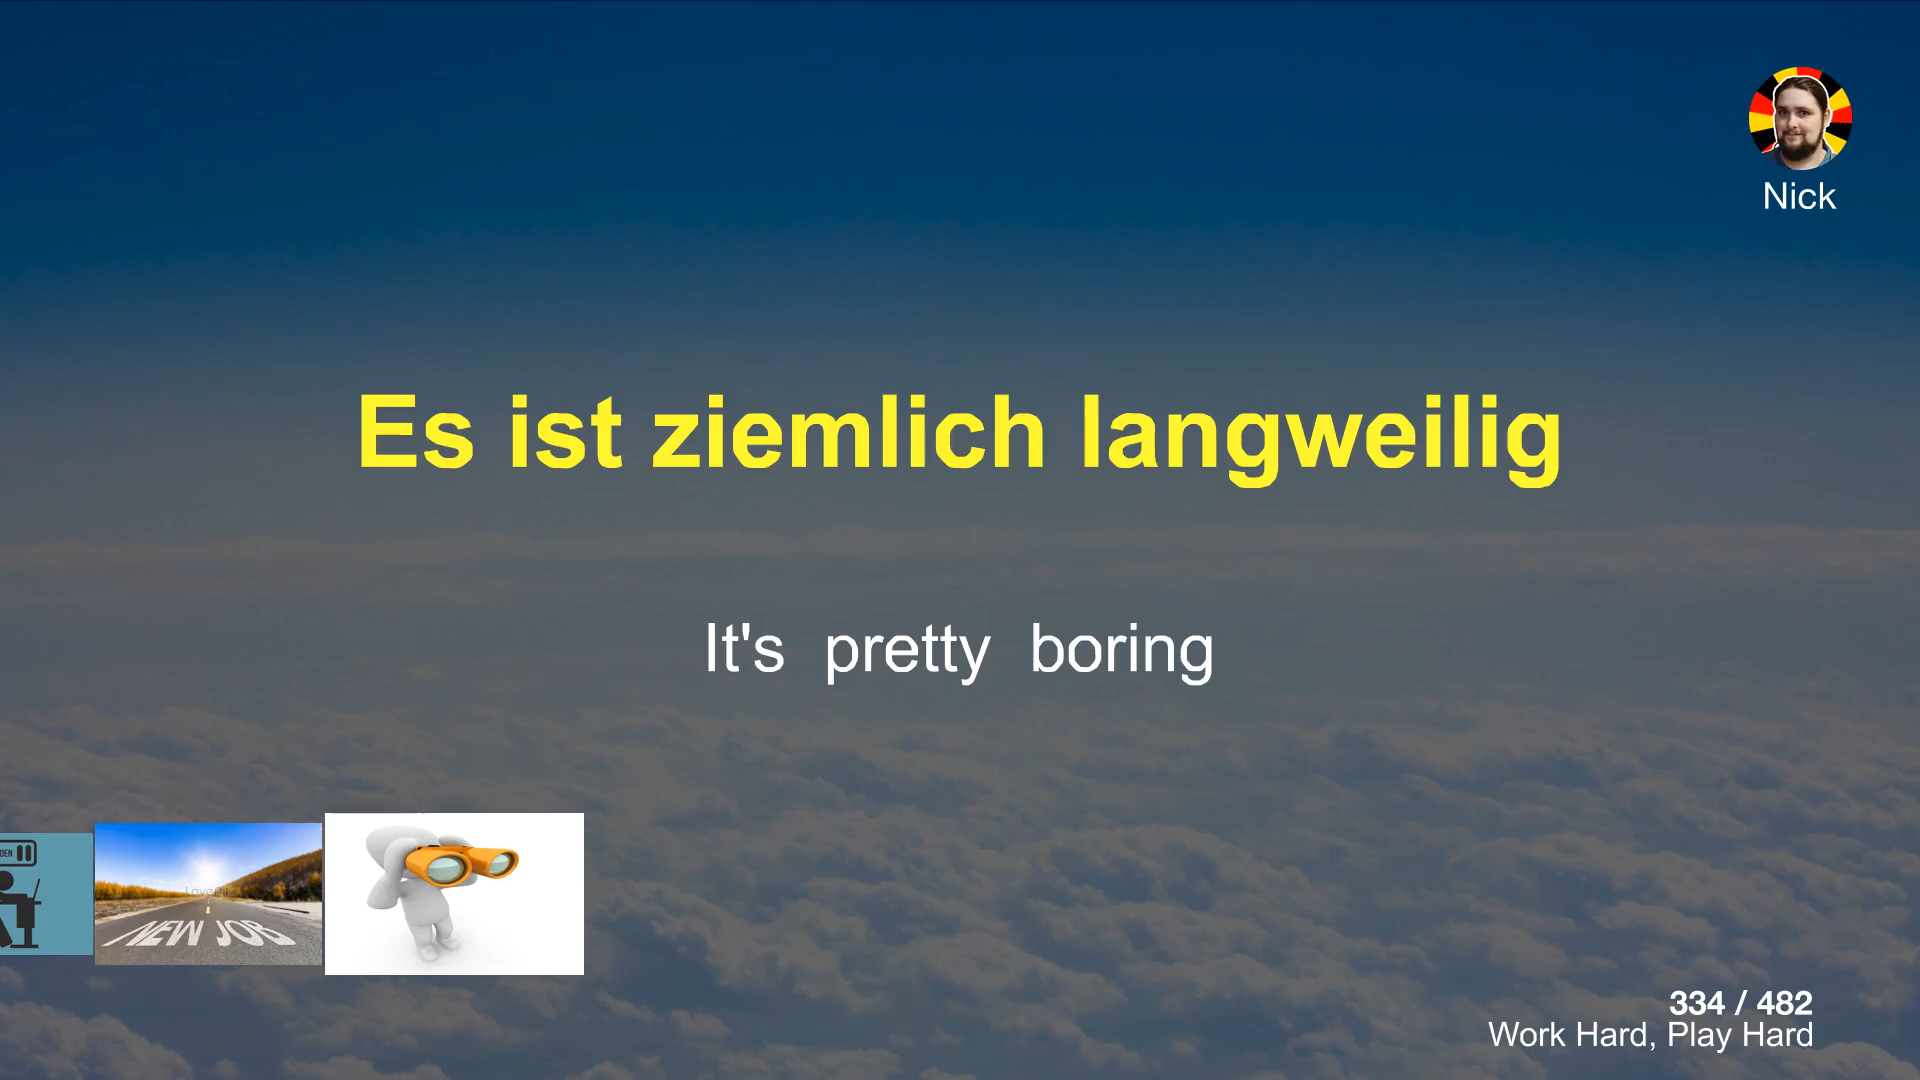 Nick
Es ist ziemlich langweilig
It's pretty boring
NEW JOB
334 / 482
Work Hard, Play Hard